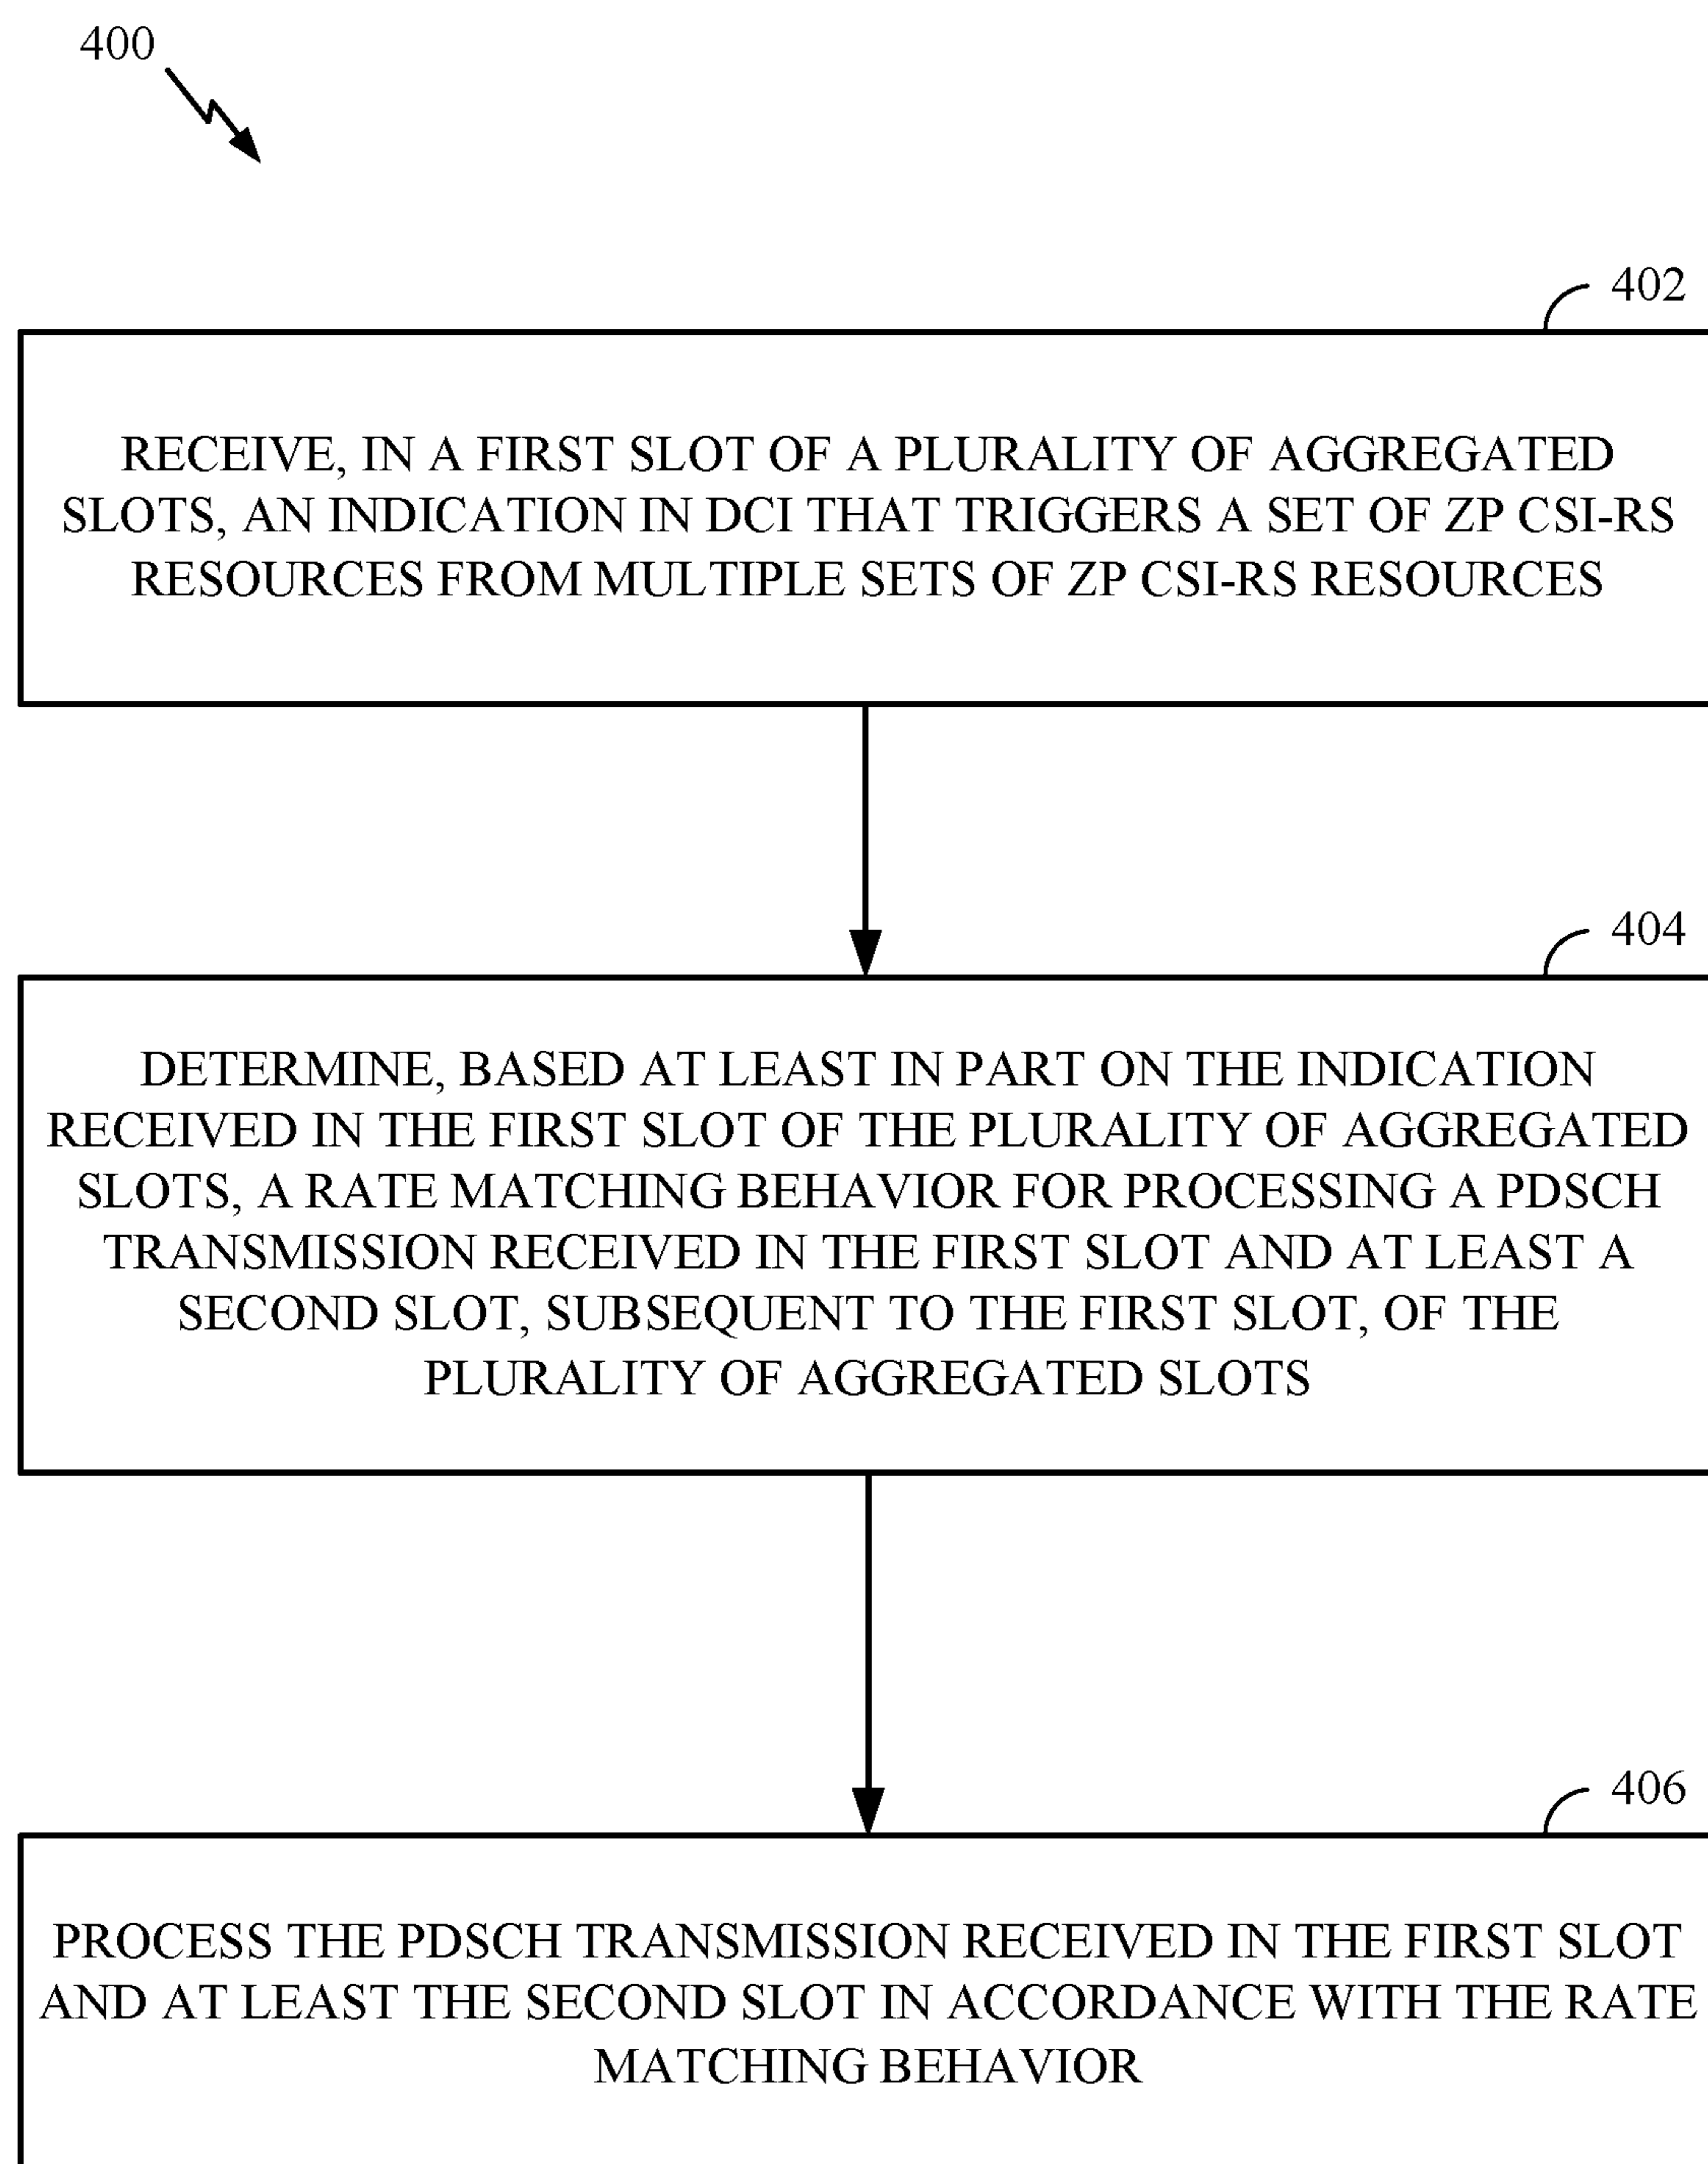 400
402
RECEIVE, IN A FIRST SLOT OF A PLURALITY OF AGGREGATED
SLOTS, AN INDICATION IN DCI THAT TRIGGERS A SET OF ZP CSI-RS
RESOURCES FROM MULTIPLE SETS OF ZP CSI-RS RESOURCES
404
DETERMINE, BASED AT LEAST IN PART ON THE INDICATION
RECEIVED IN THE FIRST SLOT OF THE PLURALITY OF AGGREGATED
SLOTS, A RATE MATCHING BEHAVIOR FOR PROCESSING A PDSCH
TRANSMISSION RECEIVED IN THE FIRST SLOT AND AT LEAST A
SECOND SLOT, SUBSEQUENT TO THE FIRST SLOT, OF THE
PLURALITY OF AGGREGATED SLOTS
406
PROCESS THE PDSCH TRANSMISSION RECEIVED IN THE FIRST SLOT
AND AT LEAST THE SECOND SLOT IN ACCORDANCE WITH THE RATE
MATCHING BEHAVIOR